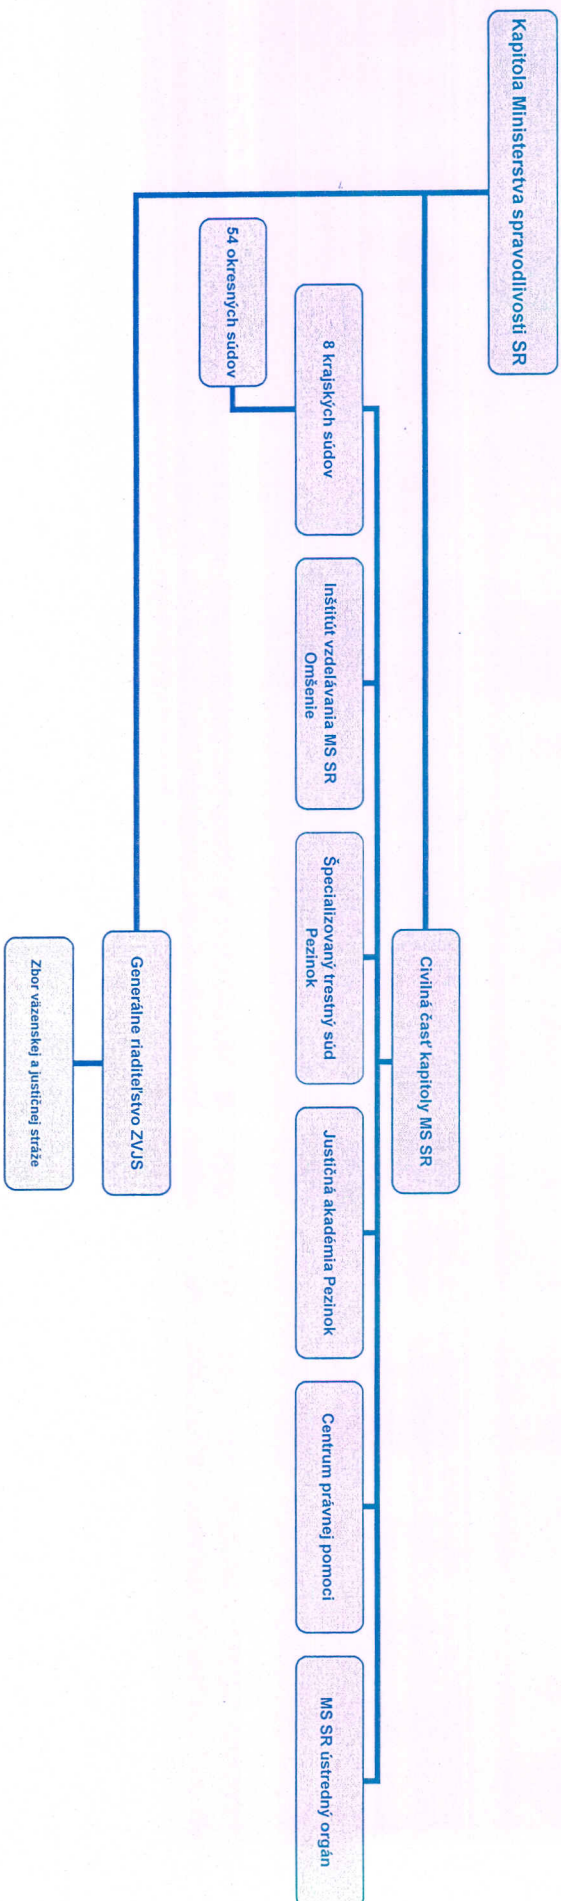 Kapitola Ministerstva spravodlivosti SR
Civilná časť kapitoly MS SR
8 krajských súdov
Inštitút vzdelávania MS SR
Omšenie
Špecializovaný trestný súd
Pezinok
Justičná akadémia Pezinok
Centrum právnej pomoci
MS SR ústredný orgán
54 okresných súdov
Generálne riaditeľstvo ZVJS
Zbor väzenskej a justičnej stráže